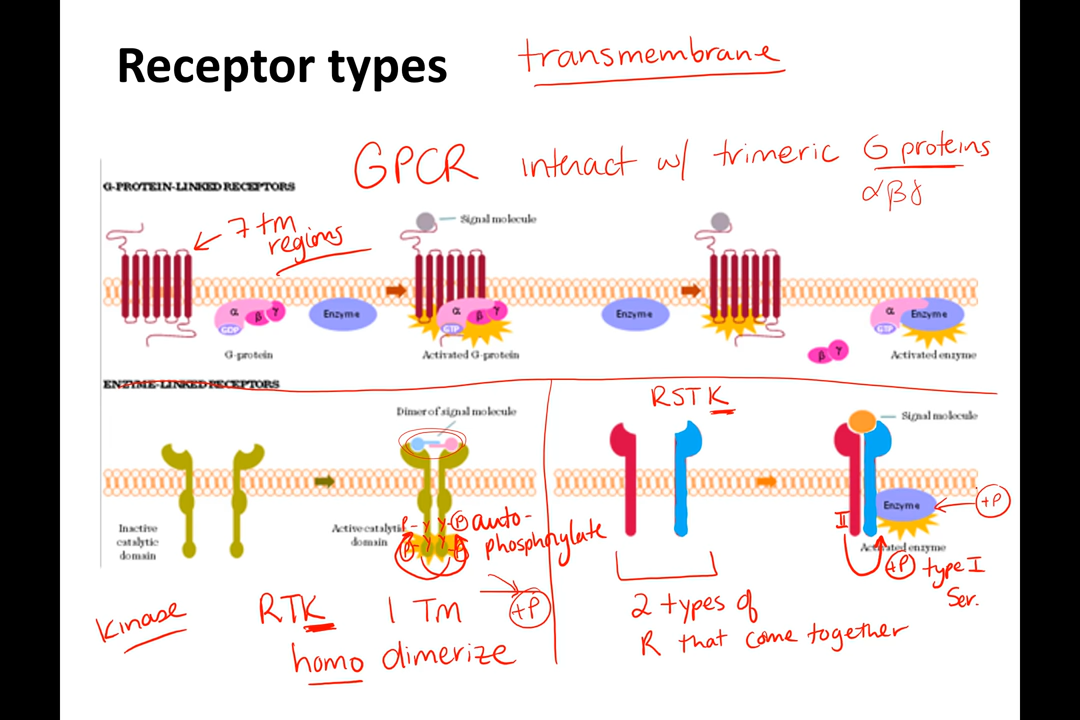 Receptor types
transmembrane
GPCR interact w/ trimeric G proteins
αβγ
G-PROTEIN-LINKED RECEPTORS
7 tm
regions
Signal molecule
α β γ
GDP
Enzyme
α β γ
GTP
Enzyme
α Enzyme
GTP
β γ
G-protein
Activated G-protein
Activated enzyme
ENZYME-LINKED RECEPTORS
Dimer of signal molecule
Inactive
catalytic
domain
Active catalytic
domain
P-Y Y-P
P-Y Y-P
auto-
phosphorylate
kinase
RTK 1 TM +P
homo dimerize
RSTK
Signal molecule
Enzyme
+P
II
Activated enzyme
+P type I
Ser.
2 types of
R that come together